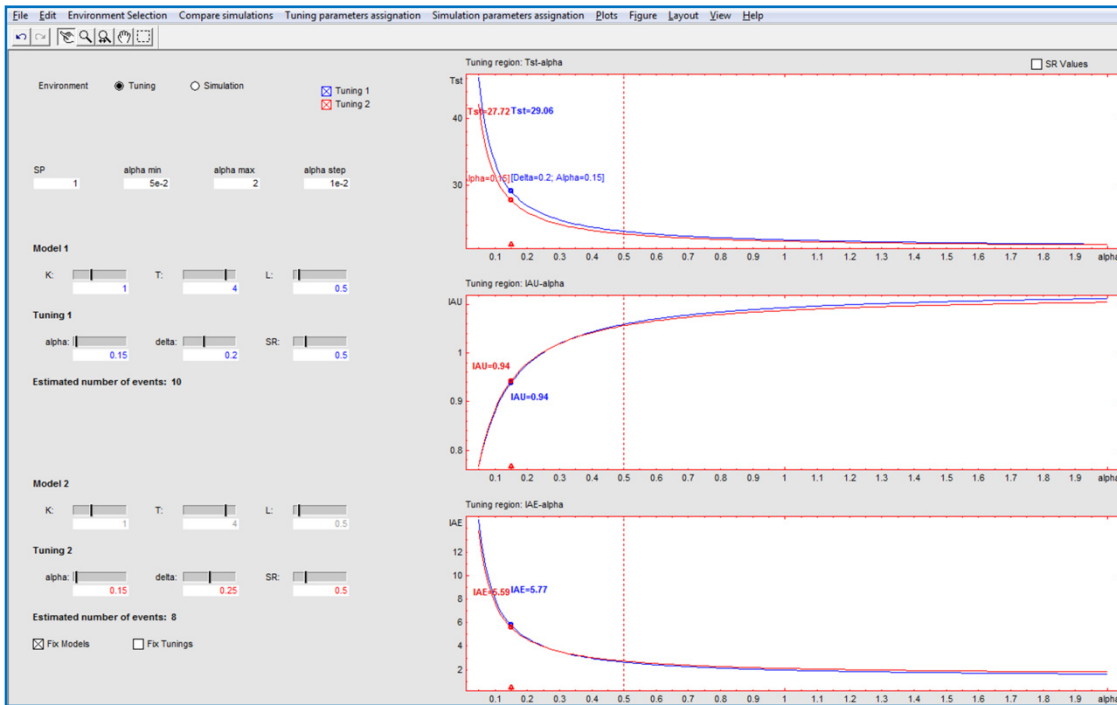 File Edit Environment Selection Compare simulations Tuning parameters assignation Simulation parameters assignation Plots Figure Layout View Help
Environment Tuning Simulation
Tuning 1
Tuning 2
SP alpha min alpha max alpha step
1 5e-2 2 1e-2
Model 1
K: T: L:
1 4 0.5
Tuning 1
alpha: delta: SR:
0.15 0.2 0.5
Estimated number of events: 10
Model 2
K: T: L:
1 4 0.5
Tuning 2
alpha: delta: SR:
0.15 0.25 0.5
Estimated number of events: 8
Fix Models Fix Tunings
Tuning region: Tst-alpha
SR Values
Tst
40
30
Tst=27.72 Tst=29.06
lpha=0.15] [Delta=0.2; Alpha=0.15]
0.1 0.2 0.3 0.4 0.5 0.6 0.7 0.8 0.9 1 1.1 1.2 1.3 1.4 1.5 1.6 1.7 1.8 1.9 alpha
Tuning region: IAU-alpha
IAU
1
0.9
0.8
IAU=0.94
IAU=0.94
0.1 0.2 0.3 0.4 0.5 0.6 0.7 0.8 0.9 1 1.1 1.2 1.3 1.4 1.5 1.6 1.7 1.8 1.9 alpha
Tuning region: IAE-alpha
IAE
14
12
10
8
6
4
2
IAE=5.59 IAE=5.77
0.1 0.2 0.3 0.4 0.5 0.6 0.7 0.8 0.9 1 1.1 1.2 1.3 1.4 1.5 1.6 1.7 1.8 1.9 alpha